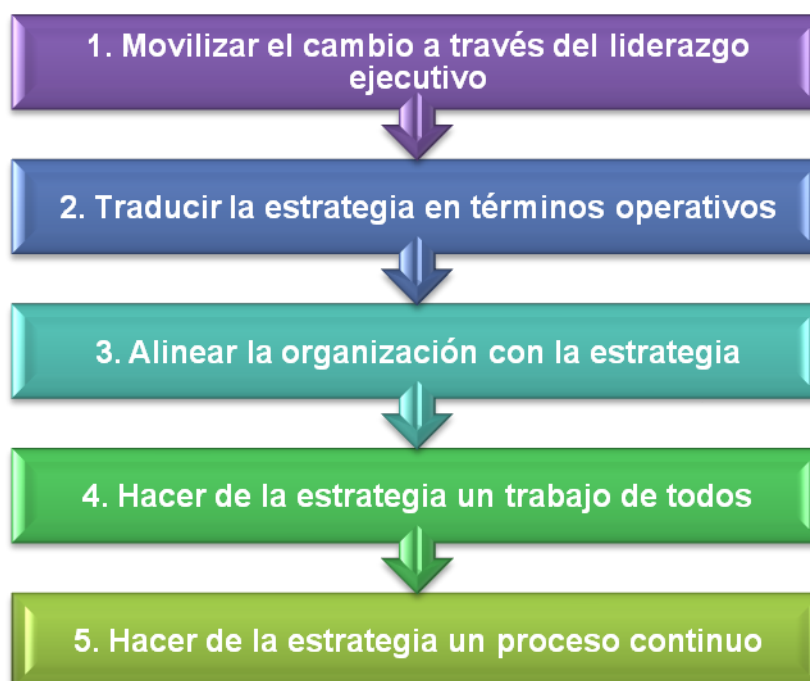 1. Movilizar el cambio a través del liderazgo
ejecutivo
2. Traducir la estrategia en términos operativos
3. Alinear la organización con la estrategia
4. Hacer de la estrategia un trabajo de todos
5. Hacer de la estrategia un proceso continuo